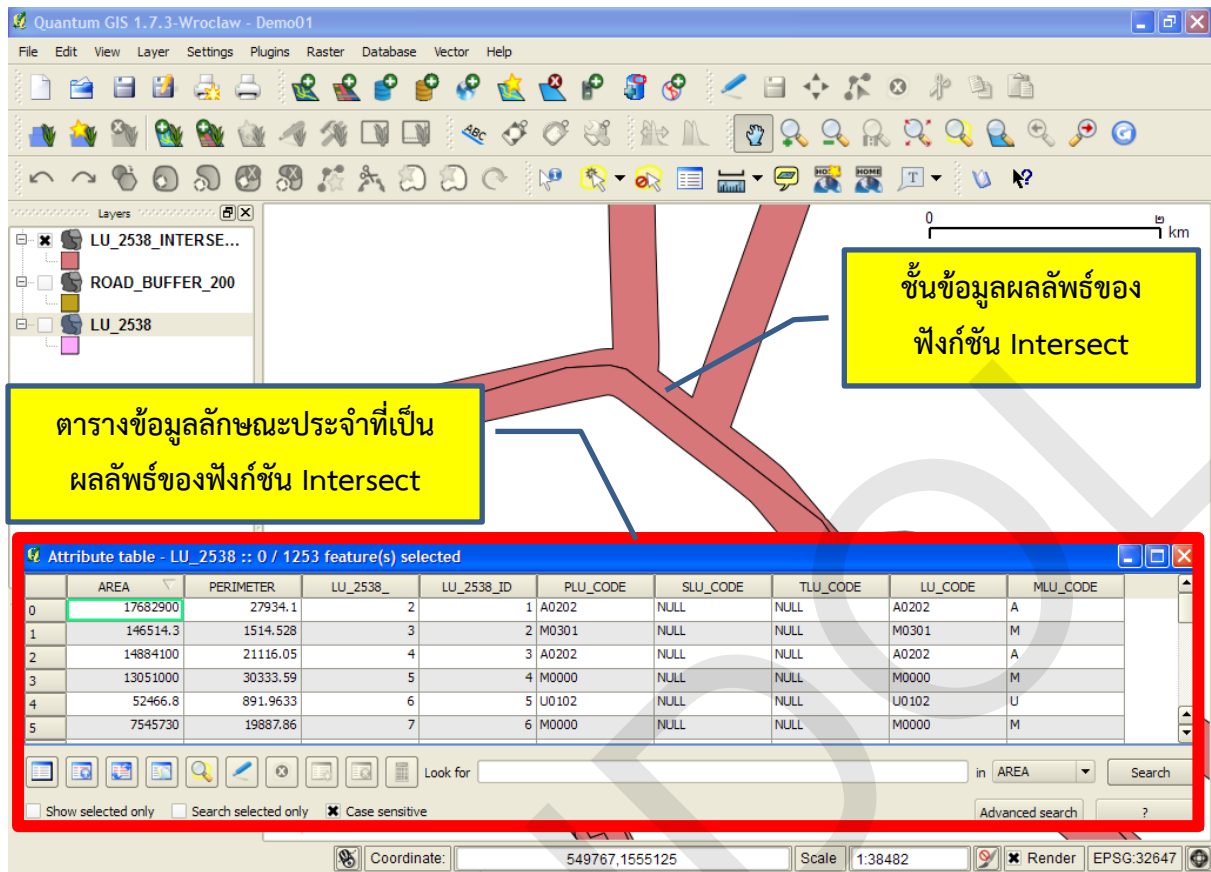 Quantum GIS 1.7.3-Wroclaw - Demo01
File Edit View Layer Settings Plugins Raster Database Vector Help
Layers
LU_2538_INTERSE...
ROAD_BUFFER_200
LU_2538
0 ๒ km
ชั้นข้อมูลผลลัพธ์ของ
ฟังก์ชัน Intersect
ตารางข้อมูลลักษณะประจำที่เป็น
ผลลัพธ์ของฟังก์ชัน Intersect
Attribute table - LU_2538 :: 0 / 1253 feature(s) selected
AREA PERIMETER LU_2538_ LU_2538_ID PLU_CODE SLU_CODE TLU_CODE LU_CODE MLU_CODE
0 17682900 27934.1 2 1 A0202 NULL NULL A0202 A
1 146514.3 1514.528 3 2 M0301 NULL NULL M0301 M
2 14884100 21116.05 4 3 A0202 NULL NULL A0202 A
3 13051000 30333.59 5 4 M0000 NULL NULL M0000 M
4 52466.8 891.9633 6 5 U0102 NULL NULL U0102 U
5 7545730 19887.86 7 6 M0000 NULL NULL M0000 M
Look for in AREA Search
Show selected only Search selected only Case sensitive Advanced search ?
Coordinate: 549767,1555125 Scale 1:38482 Render EPSG:32647